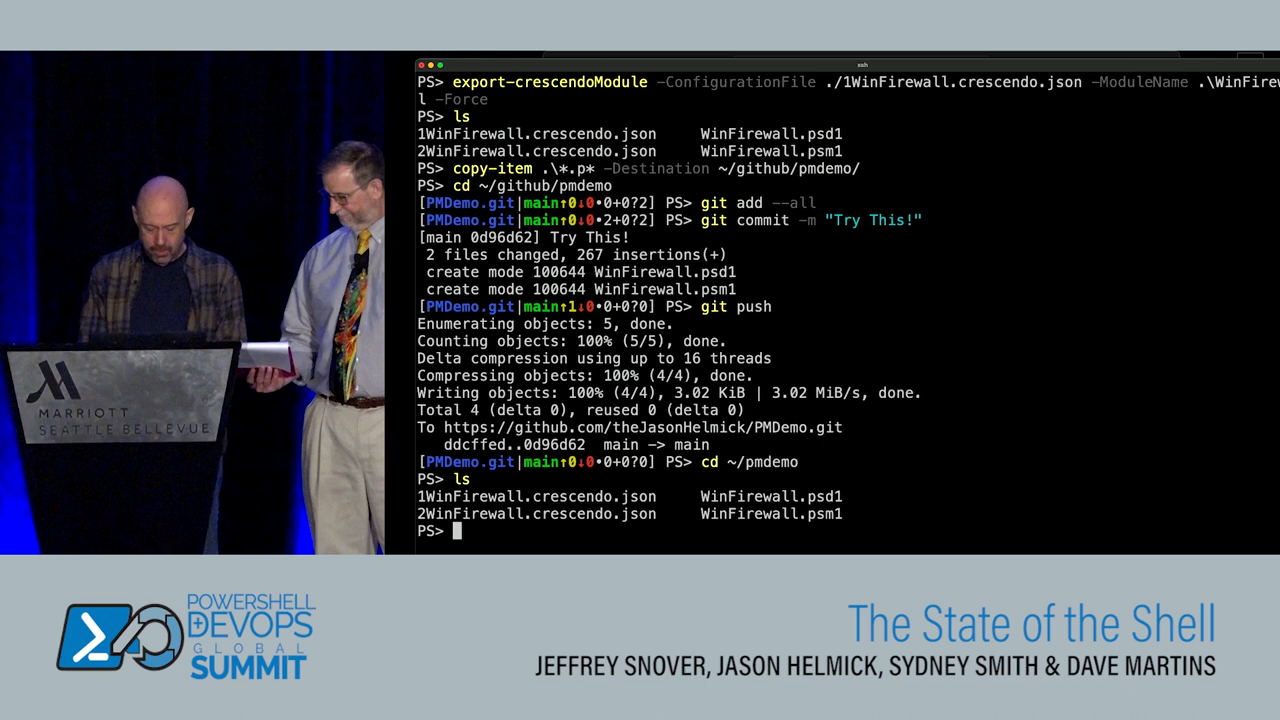 ssh
PS> export-crescendoModule -ConfigurationFile ./1WinFirewall.crescendo.json -ModuleName .\WinFirew
l -Force
PS> ls
1WinFirewall.crescendo.json WinFirewall.psd1
2WinFirewall.crescendo.json WinFirewall.psm1
PS> copy-item .\*.p* -Destination ~/github/pmdemo/
PS> cd ~/github/pmdemo
[PMDemo.git|main↑0↓0•0+0?2] PS> git add --all
[PMDemo.git|main↑0↓0•2+0?2] PS> git commit -m "Try This!"
[main 0d96d62] Try This!
2 files changed, 267 insertions(+)
create mode 100644 WinFirewall.psd1
create mode 100644 WinFirewall.psm1
[PMDemo.git|main↑1↓0•0+0?0] PS> git push
Enumerating objects: 5, done.
Counting objects: 100% (5/5), done.
Delta compression using up to 16 threads
Compressing objects: 100% (4/4), done.
Writing objects: 100% (4/4), 3.02 KiB | 3.02 MiB/s, done.
Total 4 (delta 0), reused 0 (delta 0)
To https://github.com/theJasonHelmick/PMDemo.git
ddcffed..0d96d62 main -> main
[PMDemo.git|main↑0↓0•0+0?0] PS> cd ~/pmdemo
PS> ls
1WinFirewall.crescendo.json WinFirewall.psd1
2WinFirewall.crescendo.json WinFirewall.psm1
PS>
MARRIOTT
SEATTLE BELLEVUE
POWERSHELL
+DEVOPS
GLOBAL
SUMMIT
The State of the Shell
JEFFREY SNOVER, JASON HELMICK, SYDNEY SMITH & DAVE MARTINS